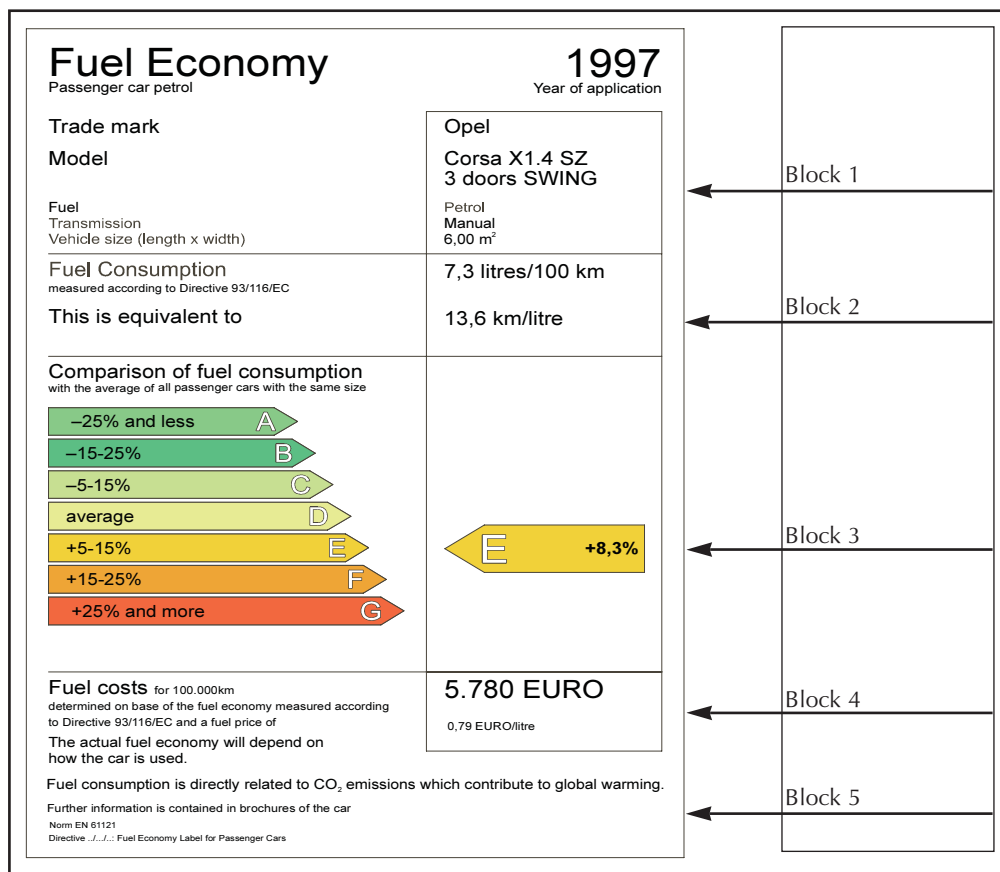 Fuel Economy
1997
Passenger car petrol
Year of application
Trade mark
Opel
Model
Corsa X1.4 SZ
3 doors SWING
Block 1
Fuel
Petrol
Transmission
Manual
Vehicle size (length x width)
6,00 m²
Fuel Consumption
7,3 litres/100 km
measured according to Directive 93/116/EC
This is equivalent to
13,6 km/litre
Block 2
Comparison of fuel consumption
with the average of all passenger cars with the same size
–25% and less A
–15-25% B
–5-15% C
average D
+5-15% E
E +8,3%
Block 3
+15-25% F
+25% and more G
Fuel costs for 100.000km
5.780 EURO
determined on base of the fuel economy measured according
to Directive 93/116/EC and a fuel price of
0,79 EURO/litre
Block 4
The actual fuel economy will depend on
how the car is used.
Fuel consumption is directly related to CO₂ emissions which contribute to global warming.
Further information is contained in brochures of the car
Block 5
Norm EN 61121
Directive ../.../..: Fuel Economy Label for Passenger Cars